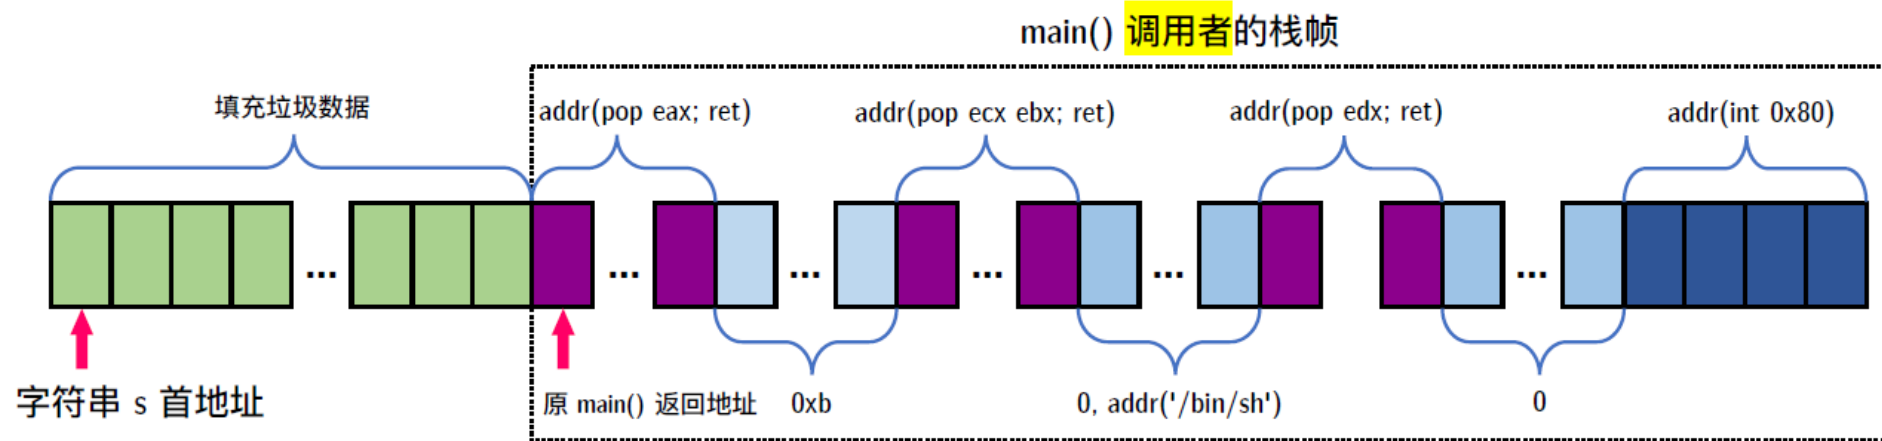 main() 调用者的栈帧
填充垃圾数据
addr(pop eax; ret)
addr(pop ecx ebx; ret)
addr(pop edx; ret)
addr(int 0x80)
...
...
...
...
...
...
字符串 s 首地址
原 main() 返回地址
0xb
0, addr('/bin/sh')
0